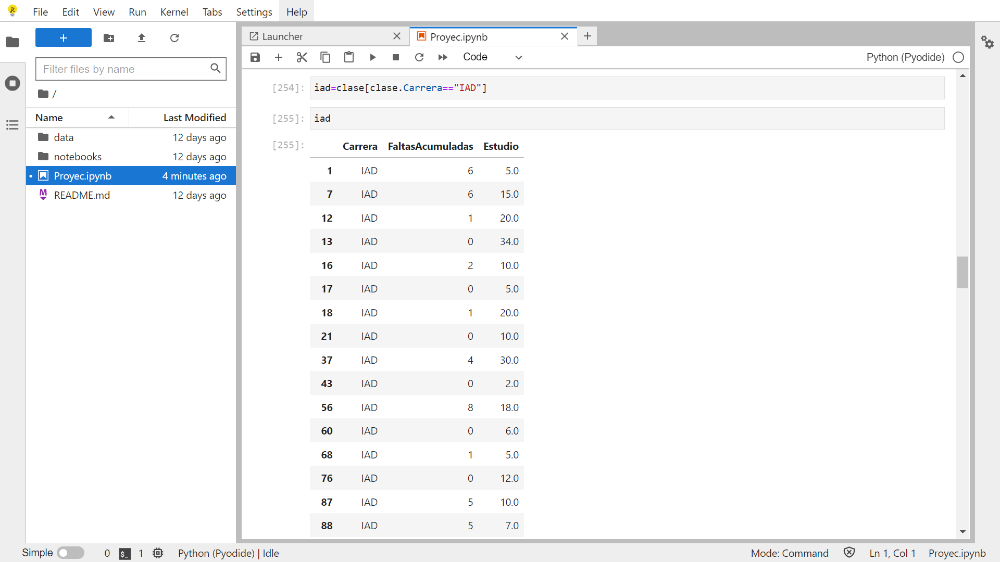 File Edit View Run Kernel Tabs Settings Help
+
Filter files by name
/
Name Last Modified
data 12 days ago
notebooks 12 days ago
• Proyec.ipynb 4 minutes ago
README.md 12 days ago
Launcher
Proyec.ipynb
Code
Python (Pyodide)
[254]: iad=clase[clase.Carrera=="IAD"]
[255]: iad
[255]: Carrera FaltasAcumuladas Estudio
1 IAD 6 5.0
7 IAD 6 15.0
12 IAD 1 20.0
13 IAD 0 34.0
16 IAD 2 10.0
17 IAD 0 5.0
18 IAD 1 20.0
21 IAD 0 10.0
37 IAD 4 30.0
43 IAD 0 2.0
56 IAD 8 18.0
60 IAD 0 6.0
68 IAD 1 5.0
76 IAD 0 12.0
87 IAD 5 10.0
88 IAD 5 7.0
Simple 0 $_ 1 Python (Pyodide) | Idle Mode: Command Ln 1, Col 1 Proyec.ipynb